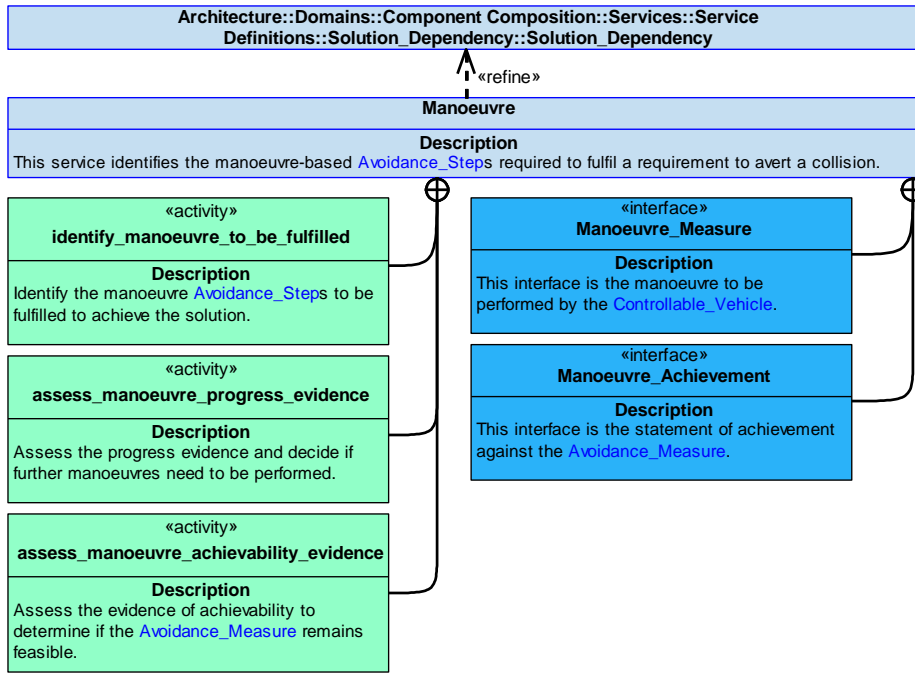 Architecture::Domains::Component Composition::Services::Service
Definitions::Solution_Dependency::Solution_Dependency
«refine»
Manoeuvre
Description
This service identifies the manoeuvre-based Avoidance_Steps required to fulfil a requirement to avert a collision.
«activity»
identify_manoeuvre_to_be_fulfilled
Description
Identify the manoeuvre Avoidance_Steps to be
fulfilled to achieve the solution.
«activity»
assess_manoeuvre_progress_evidence
Description
Assess the progress evidence and decide if
further manoeuvres need to be performed.
«activity»
assess_manoeuvre_achievability_evidence
Description
Assess the evidence of achievability to
determine if the Avoidance_Measure remains
feasible.
«interface»
Manoeuvre_Measure
Description
This interface is the manoeuvre to be
performed by the Controllable_Vehicle.
«interface»
Manoeuvre_Achievement
Description
This interface is the statement of achievement
against the Avoidance_Measure.